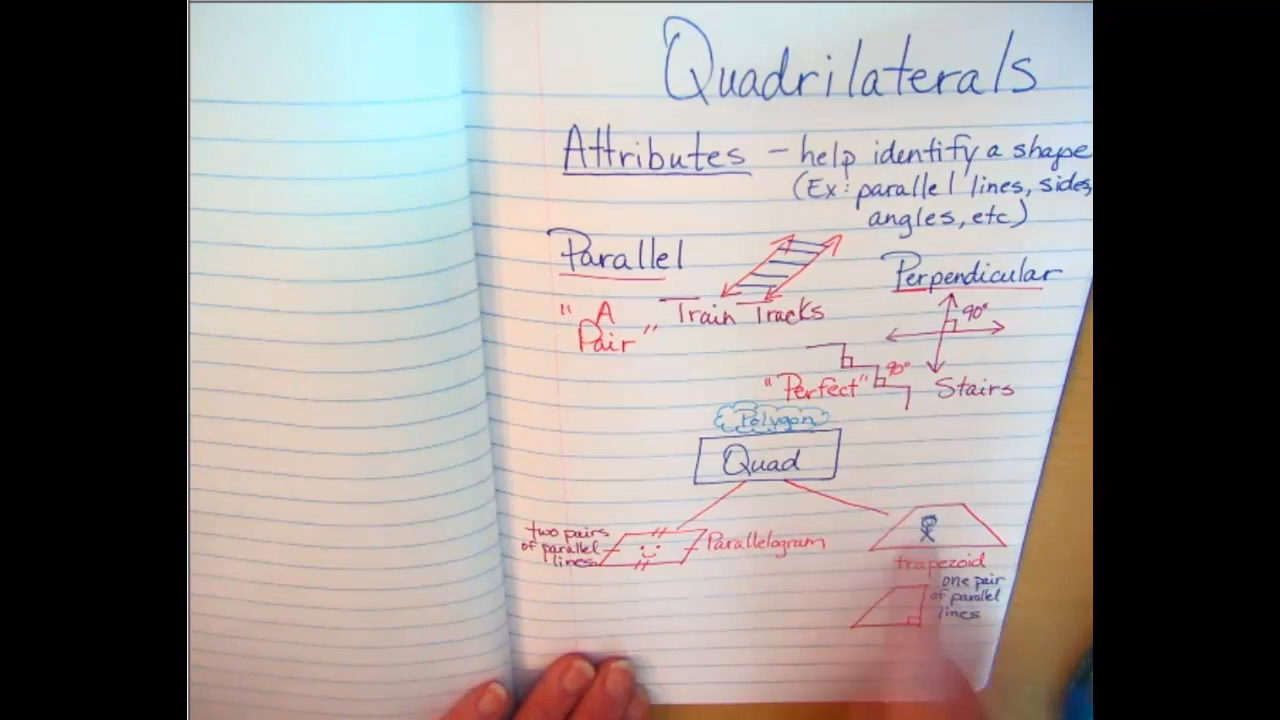 Quadrilaterals
Attributes - help identify a shape
(Ex: parallel lines, sides,
angles, etc)
Parallel
"A
Pair"
Train Tracks
Perpendicular
90°
90°
"Perfect"
Stairs
Polygon
Quad
two pairs
of parallel
lines
Parallelogram
trapezoid
one pair
of parallel
lines